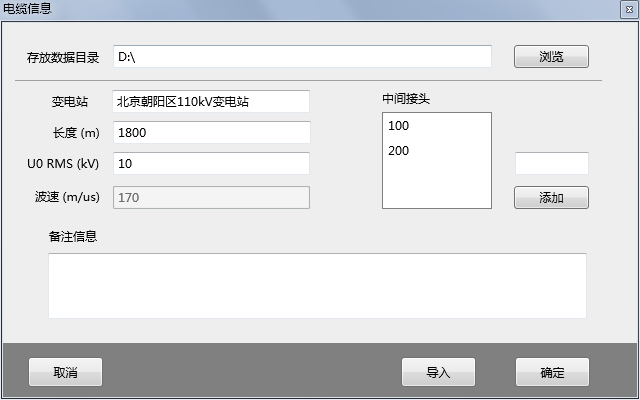 电缆信息
存放数据目录 D:\ 浏览
变电站 北京朝阳区110kV变电站 中间接头
长度 (m) 1800 100
200
U0 RMS (kV) 10
波速 (m/us) 170 添加
备注信息
取消 导入 确定